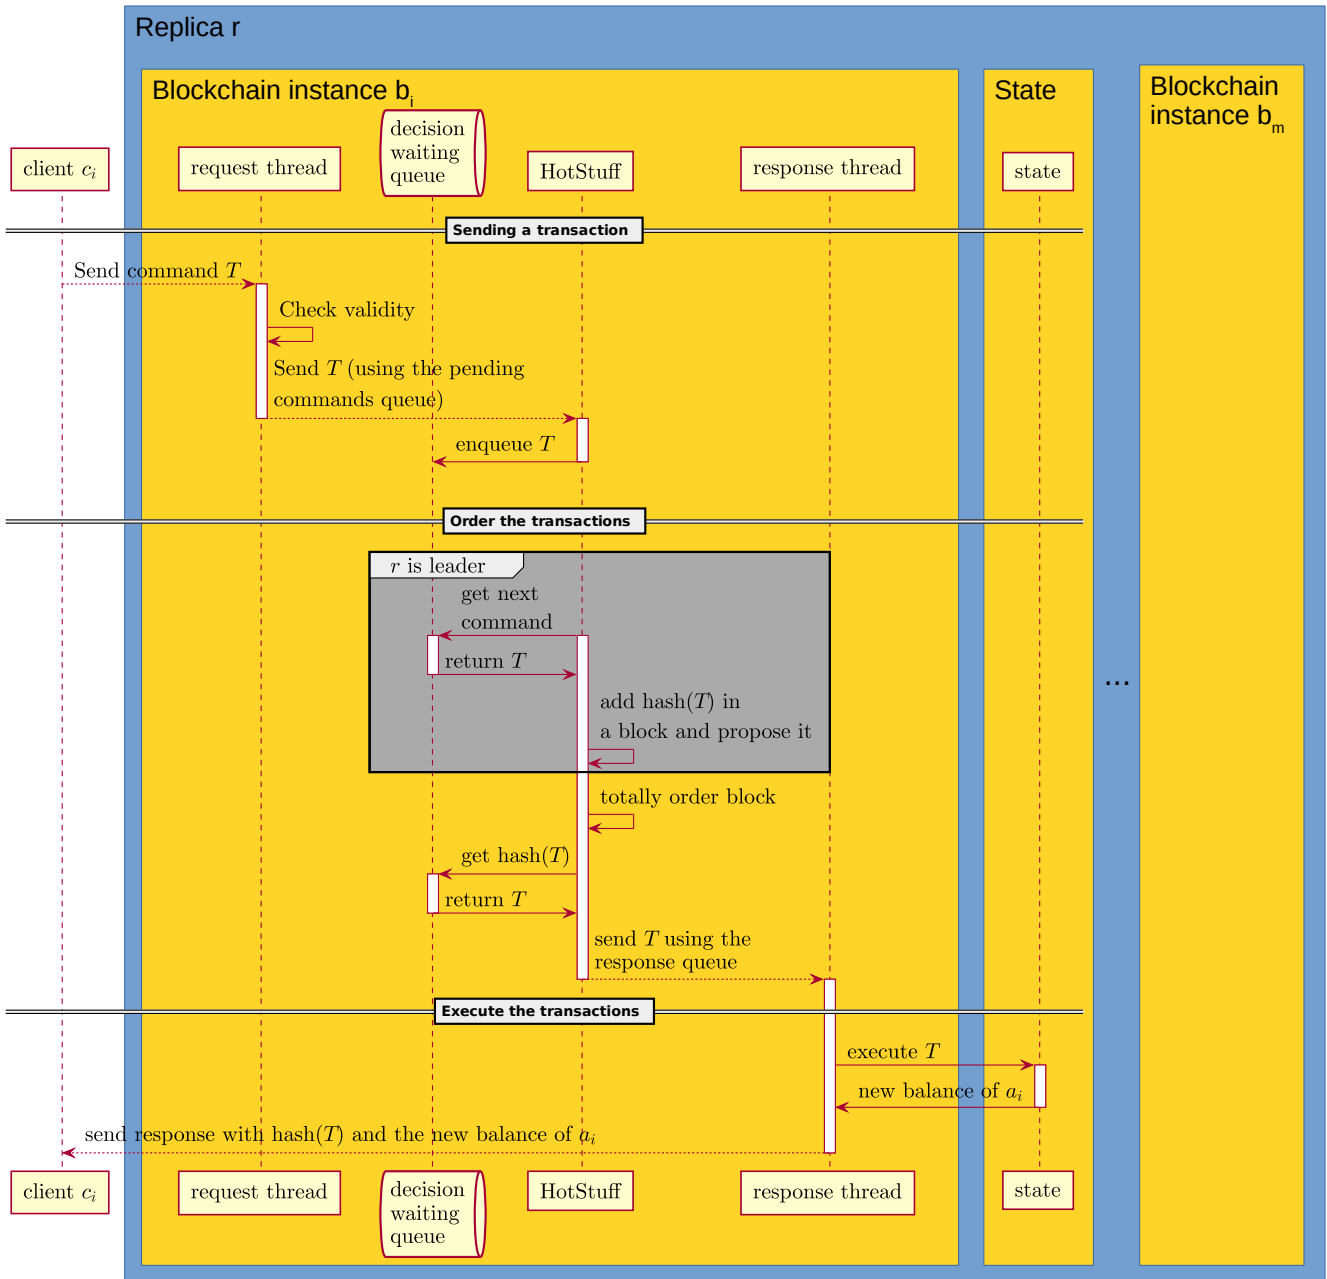 Replica r
Blockchain instance b_i
State
Blockchain
instance b_m
client c_i
request thread
decision
waiting
queue
HotStuff
response thread
state
Sending a transaction
Send command T
Check validity
Send T (using the pending
commands queue)
enqueue T
Order the transactions
r is leader
get next
command
return T
add hash(T) in
a block and propose it
...
totally order block
get hash(T)
return T
send T using the
response queue
Execute the transactions
execute T
new balance of a_i
send response with hash(T) and the new balance of a_i
client c_i
request thread
decision
waiting
queue
HotStuff
response thread
state